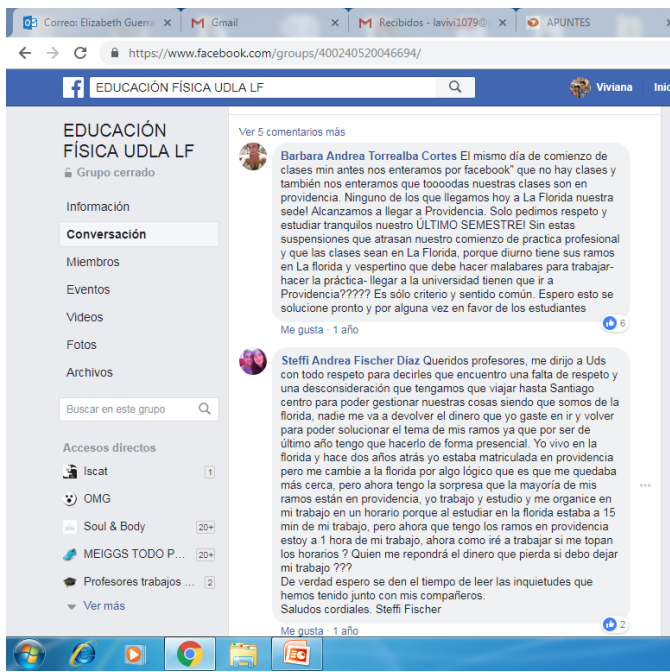 Correo: Elizabeth Guerra
Gmail
Recibidos - lavivi1079@
APUNTES
https://www.facebook.com/groups/400240520046694/
EDUCACIÓN FÍSICA UDLA LF
Viviana
Inic
EDUCACIÓN
FÍSICA UDLA LF
Grupo cerrado
Información
Conversación
Miembros
Eventos
Videos
Fotos
Archivos
Buscar en este grupo
Accesos directos
Iscat 1
OMG
Soul & Body 20+
MEIGGS TODO P... 20+
Profesores trabajos ... 2
Ver más
Ver 5 comentarios más
Barbara Andrea Torrealba Cortes El mismo día de comienzo de
clases min antes nos enteramos por facebook" que no hay clases y
también nos enteramos que toooodas nuestras clases son en
providencia. Ninguno de los que llegamos hoy a La Florida nuestra
sede! Alcanzamos a llegar a Providencia. Solo pedimos respeto y
estudiar tranquilos nuestro ÚLTIMO SEMESTRE! Sin estas
suspensiones que atrasan nuestro comienzo de practica profesional
y que las clases sean en La Florida, porque diurno tiene sus ramos
en La florida y vespertino que debe hacer malabares para trabajar-
hacer la práctica- llegar a la universidad tienen que ir a
Providencia????? Es sólo criterio y sentido común. Espero esto se
solucione pronto y por alguna vez en favor de los estudiantes
6
Me gusta · 1 año
Steffi Andrea Fischer Diaz Queridos profesores, me dirijo a Uds
con todo respeto para decirles que encuentro una falta de respeto y
una desconsideración que tengamos que viajar hasta Santiago
centro para poder gestionar nuestras cosas siendo que somos de la
florida, nadie me va a devolver el dinero que yo gaste en ir y volver
para poder solucionar el tema de mis ramos ya que por ser de
último año tengo que hacerlo de forma presencial. Yo vivo en la
florida y hace dos años atrás yo estaba matriculada en providencia
pero me cambie a la florida por algo lógico que es que me quedaba
más cerca, pero ahora tengo la sorpresa que la mayoría de mis
ramos están en providencia, yo trabajo y estudio y me organice en
mi trabajo en un horario porque al estudiar en la florida estaba a 15
min de mi trabajo, pero ahora que tengo los ramos en providencia
estoy a 1 hora de mi trabajo, ahora como iré a trabajar si me topan
los horarios ? Quien me repondrá el dinero que pierda si debo dejar
mi trabajo ???
De verdad espero se den el tiempo de leer las inquietudes que
hemos tenido junto con mis compañeros.
Saludos cordiales. Steffi Fischer
2
Me gusta · 1 año